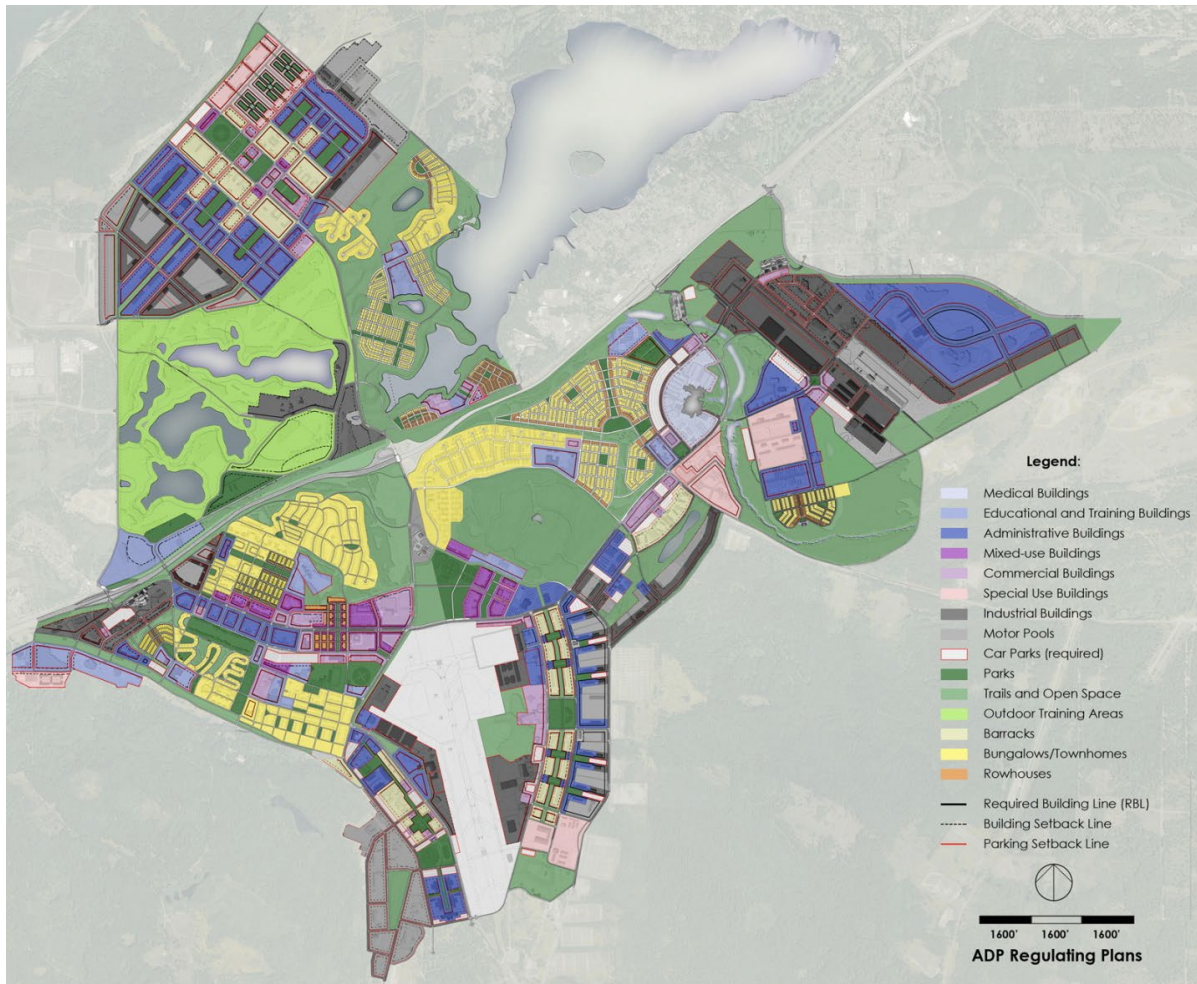 Legend:
Medical Buildings
Educational and Training Buildings
Administrative Buildings
Mixed-use Buildings
Commercial Buildings
Special Use Buildings
Industrial Buildings
Motor Pools
Car Parks (required)
Parks
Trails and Open Space
Outdoor Training Areas
Barracks
Bungalows/Townhomes
Rowhouses
Required Building Line (RBL)
Building Setback Line
Parking Setback Line
1600' 1600' 1600'
ADP Regulating Plans